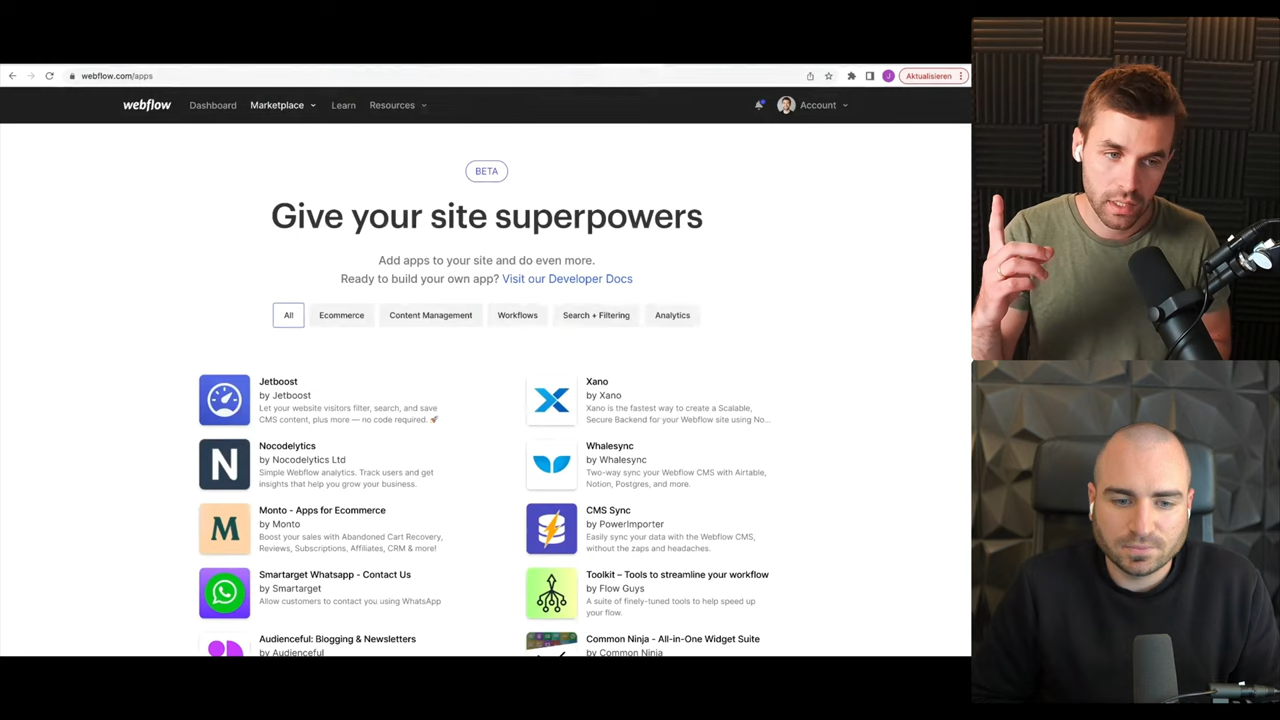 webflow.com/apps
J
Aktualisieren
webflow
Dashboard
Marketplace
Learn
Resources
Account
BETA
Give your site superpowers
Add apps to your site and do even more.
Ready to build your own app? Visit our Developer Docs
All
Ecommerce
Content Management
Workflows
Search + Filtering
Analytics
Jetboost
by Jetboost
Let your website visitors filter, search, and save
CMS content, plus more — no code required. 🚀
Xano
by Xano
Xano is the fastest way to create a Scalable,
Secure Backend for your Webflow site using No...
N
Nocodelytics
by Nocodelytics Ltd
Simple Webflow analytics. Track users and get
insights that help you grow your business.
Whalesync
by Whalesync
Two-way sync your Webflow CMS with Airtable,
Notion, Postgres, and more.
M
Monto - Apps for Ecommerce
by Monto
Boost your sales with Abandoned Cart Recovery,
Reviews, Subscriptions, Affiliates, CRM & more!
CMS Sync
by PowerImporter
Easily sync your data with the Webflow CMS,
without the zaps and headaches.
Smartarget Whatsapp - Contact Us
by Smartarget
Allow customers to contact you using WhatsApp
Toolkit – Tools to streamline your workflow
by Flow Guys
A suite of finely-tuned tools to help speed up
your flow.
Audienceful: Blogging & Newsletters
by Audienceful
Common Ninja - All-in-One Widget Suite
by Common Ninja